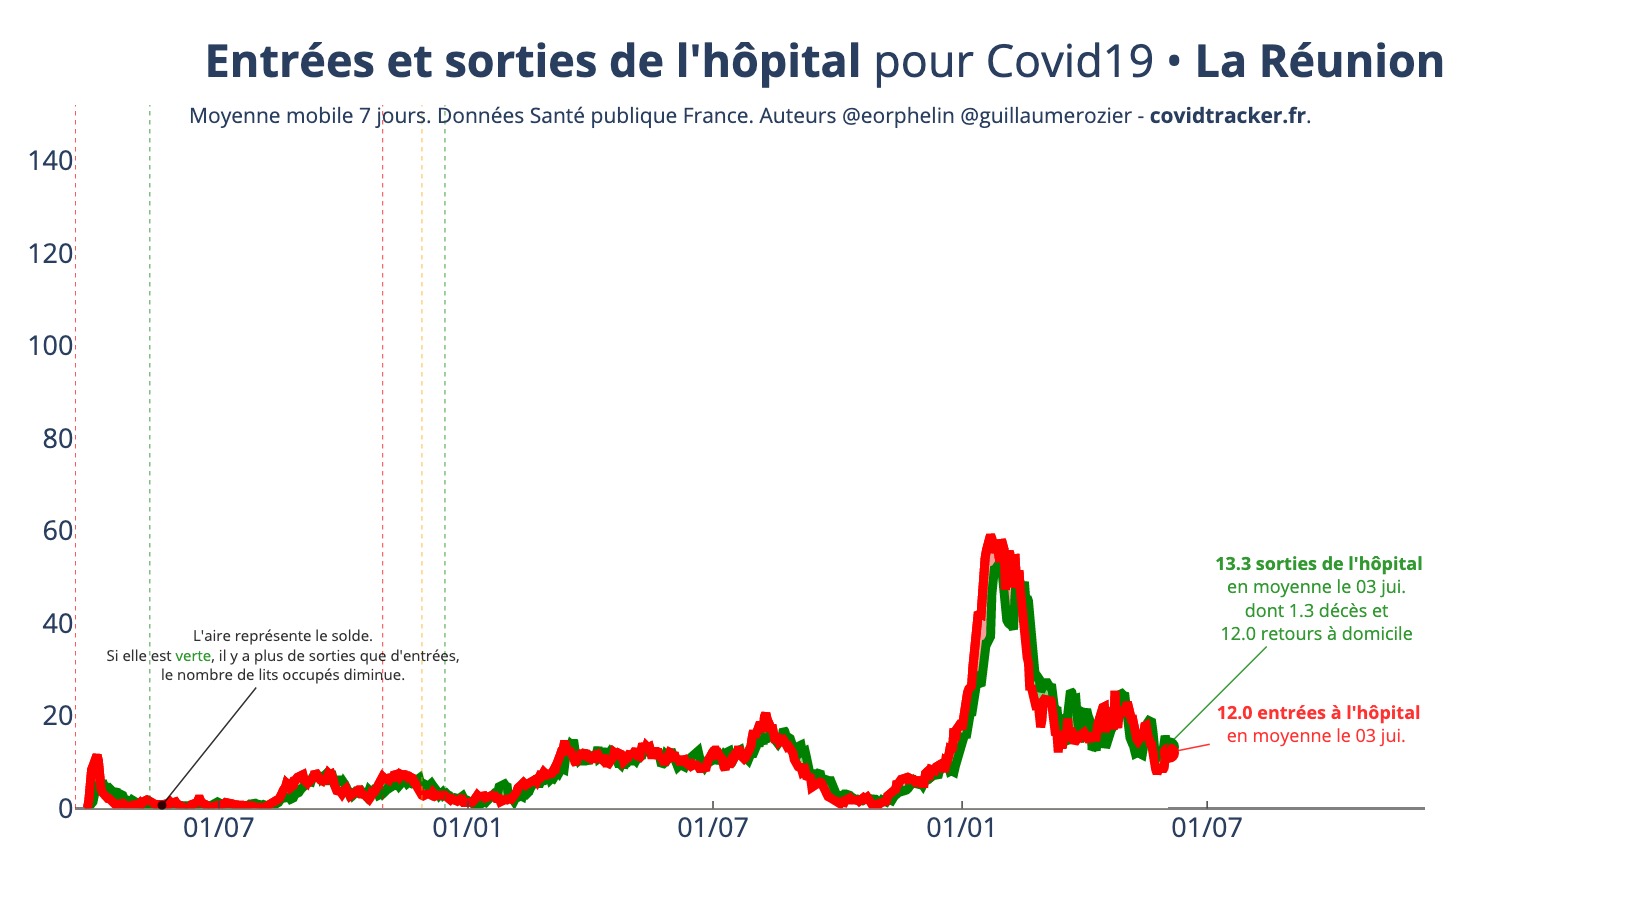 Entrées et sorties de l'hôpital pour Covid19 • La Réunion
Moyenne mobile 7 jours. Données Santé publique France. Auteurs @eorphelin @guillaumerozier - covidtracker.fr.
140
120
100
80
60
40
20
0
L'aire représente le solde.
Si elle est verte, il y a plus de sorties que d'entrées,
le nombre de lits occupés diminue.
13.3 sorties de l'hôpital
en moyenne le 03 jui.
dont 1.3 décès et
12.0 retours à domicile
12.0 entrées à l'hôpital
en moyenne le 03 jui.
01/07
01/01
01/07
01/01
01/07